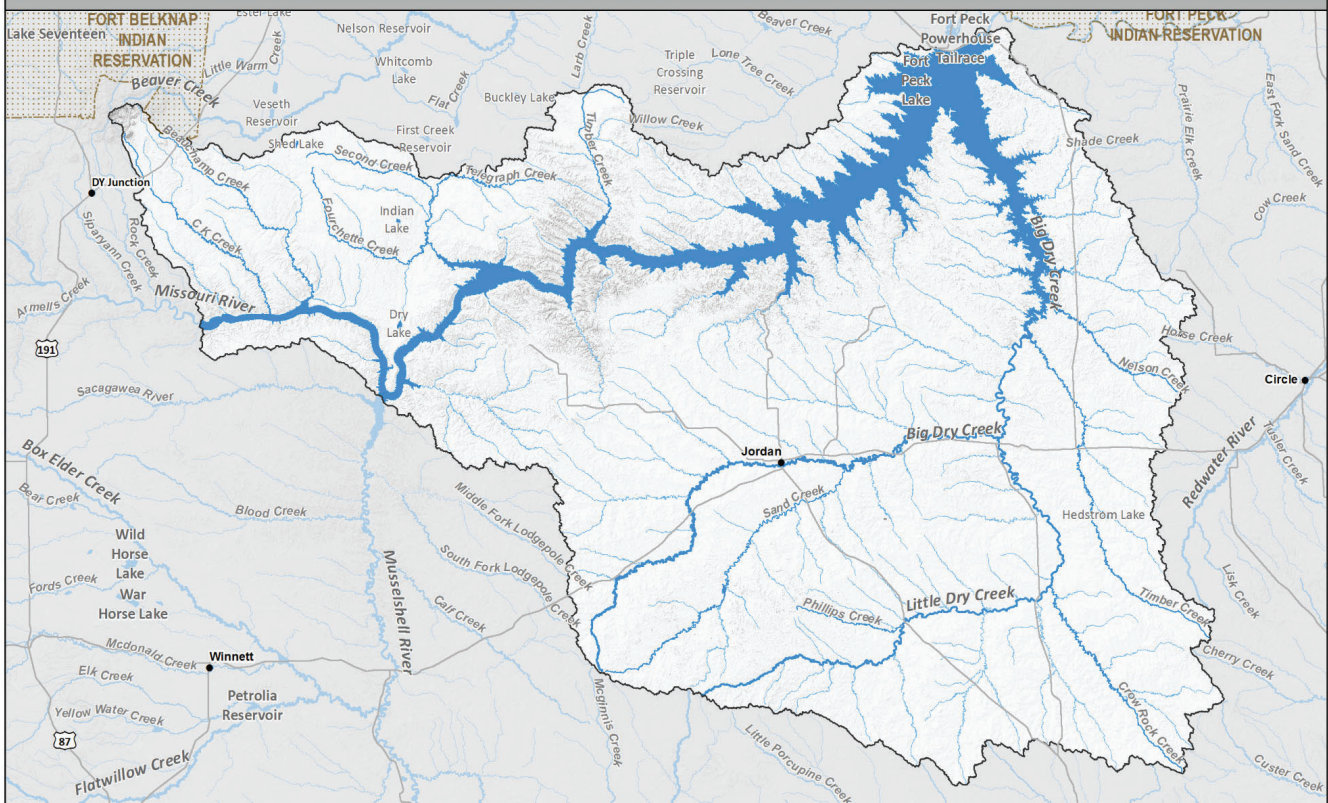 Ester Lake
FORT BELKNAP
INDIAN
RESERVATION
Lake Seventeen
Nelson Reservoir
Larb Creek
Beaver Creek
Fort Peck
Powerhouse
Tailrace
FORT PECK
INDIAN RESERVATION
Little Warm Creek
Whitcomb
Lake
Flat Creek
Triple
Crossing
Reservoir
Lone Tree Creek
Fort
Peck
Lake
Beaver Creek
Veseth
Reservoir
Buckley Lake
Prairie Elk Creek
East Fork Sand Creek
Shed Lake
First Creek
Reservoir
Timber Creek
Willow Creek
Shade Creek
Beauchamp Creek
Second Creek
Telegraph Creek
DY Junction
Siparyann Creek
Rock Creek
C K Creek
Fourchette Creek
Indian
Lake
Cow Creek
Big Dry Creek
Armells Creek
Missouri River
Dry
Lake
191
Horse Creek
Nelson Creek
Circle
Sacagawea River
Box Elder Creek
Jordan
Big Dry Creek
Redwater River
Tusler Creek
Bear Creek
Blood Creek
Middle Fork Lodgepole Creek
Sand Creek
Hedstrom Lake
Wild
Horse
Lake
War
Horse Lake
Fords Creek
South Fork Lodgepole Creek
Musselshell River
Calf Creek
Phillips Creek
Little Dry Creek
Timber Creek
Lisk Creek
Mcdonald Creek
Winnett
Elk Creek
Cherry Creek
Petrolia
Reservoir
Yellow Water Creek
Mcginnis Creek
Crow Rock Creek
87
Flatwillow Creek
Little Porcupine Creek
Custer Creek